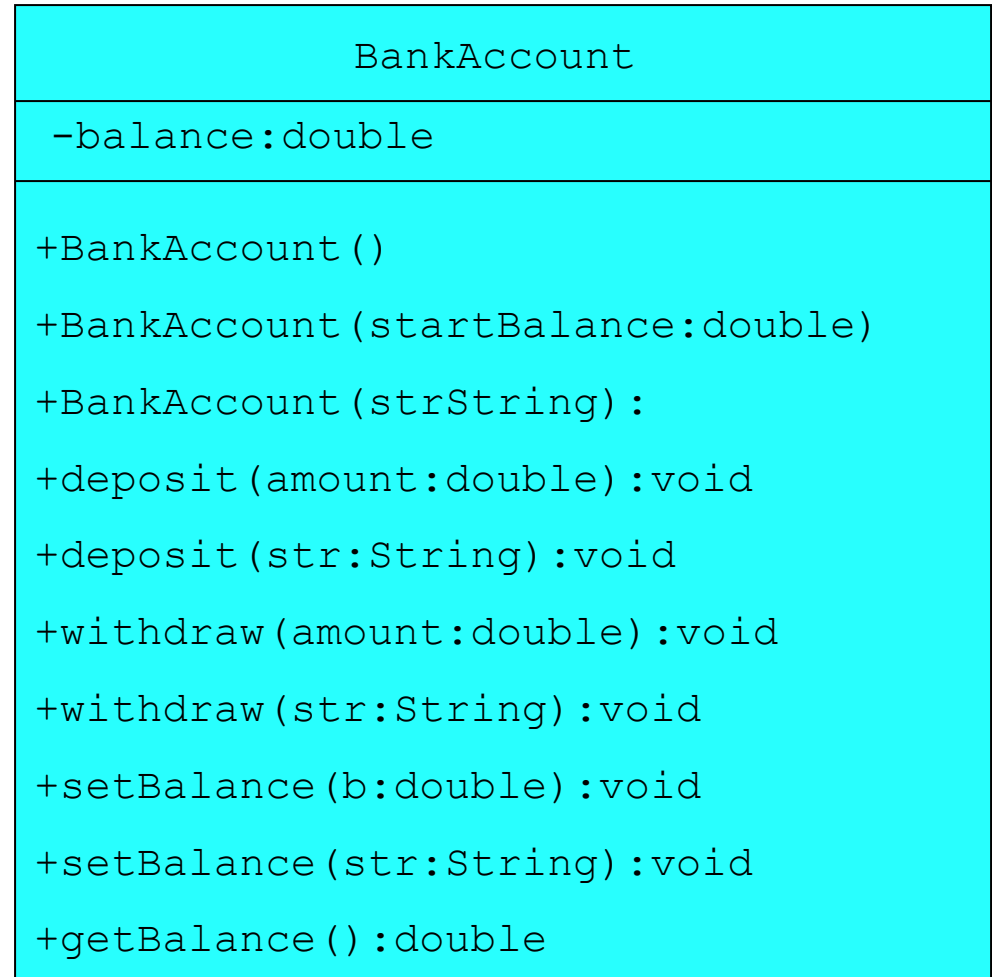 BankAccount
-balance:double
+BankAccount()
+BankAccount(startBalance:double)
+BankAccount(strString):
+deposit(amount:double):void
+deposit(str:String):void
+withdraw(amount:double):void
+withdraw(str:String):void
+setBalance(b:double):void
+setBalance(str:String):void
+getBalance():double